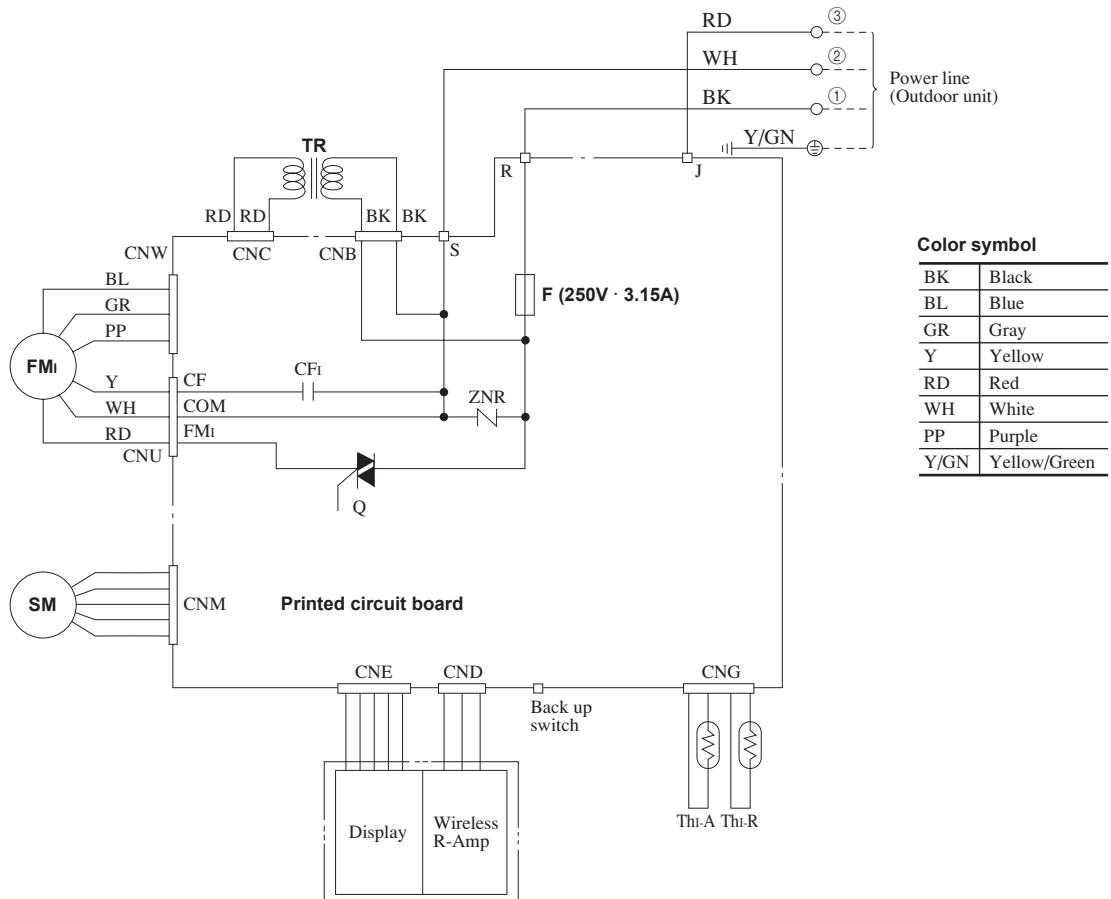 RD
③
WH
②
Power line
(Outdoor unit)
BK
①
Y/GN
TR
R
J
RD
RD
BK
BK
CNW
CNC
CNB
S
BL
GR
PP
FMI
F (250V · 3.15A)
Y
CF
CFI
WH
COM
ZNR
RD
FMI
CNU
Q
SM
CNM
Printed circuit board
CNE
CND
CNG
Back up
switch
ThI-A
ThI-R
Display
Wireless
R-Amp
Color symbol
BK Black
BL Blue
GR Gray
Y Yellow
RD Red
WH White
PP Purple
Y/GN Yellow/Green